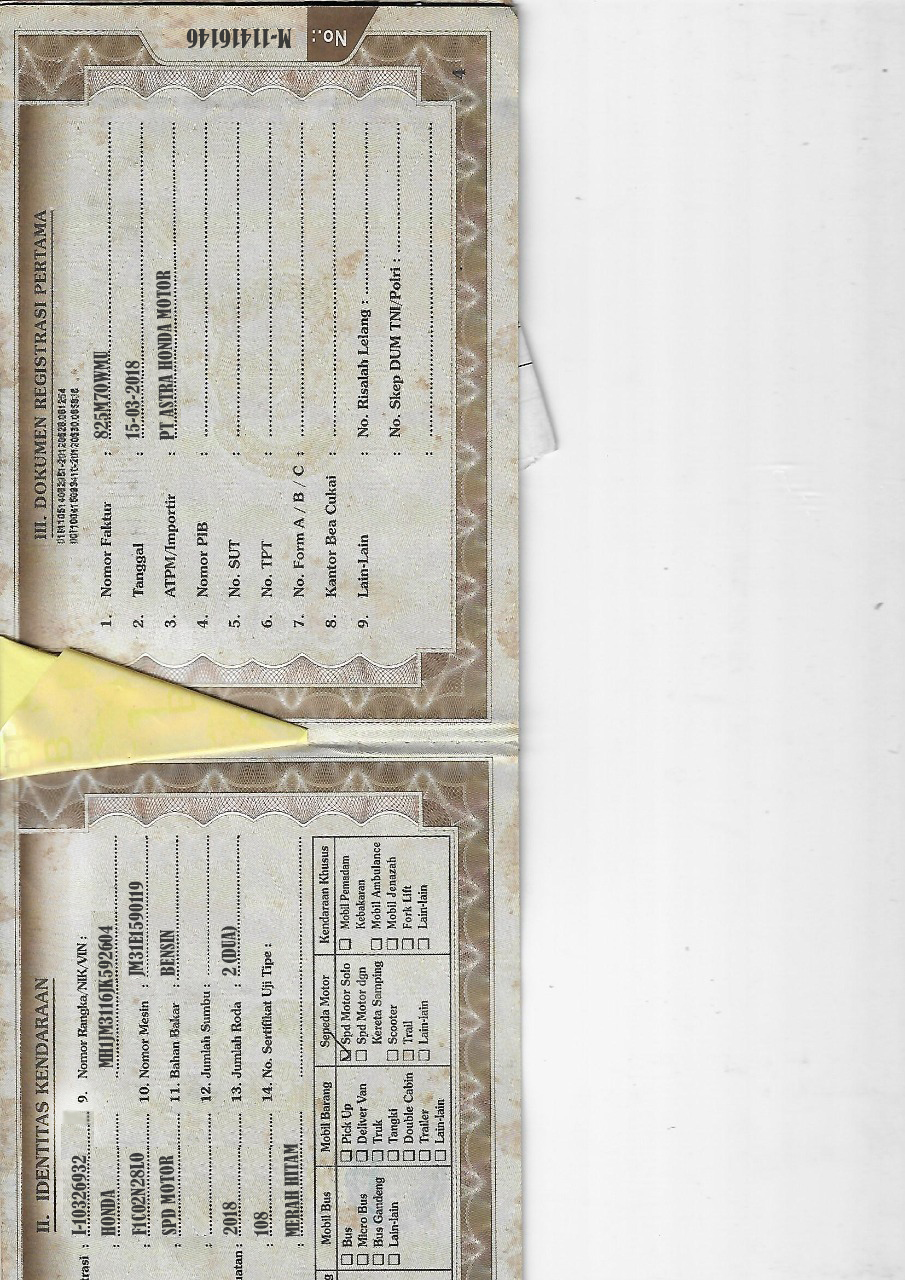 II. IDENTITAS KENDARAAN
trasi : I-10326932
: HONDA
: F1C02N28L0
: SPD MOTOR
:
uatan : 2018
: 108
: MERAH HITAM
9. Nomor Rangka/NIK/VIN :
MH1JM3116JK592604
10. Nomor Mesin : JM31E1590119
11. Bahan Bakar : BENSIN
12. Jumlah Sumbu :
13. Jumlah Roda : 2 (DUA)
14. No. Sertifikat Uji Tipe :
Mobil Bus
Bus
Micro Bus
Bus Gandeng
Lain-lain
Mobil Barang
Pick Up
Deliver Van
Truk
Tangki
Double Cabin
Trailer
Lain-lain
Sepeda Motor
Spd Motor Solo
Spd Motor dgn
Kereta Samping
Scooter
Trail
Lain-lain
Kendaraan Khusus
Mobil Pemadam
Kebakaran
Mobil Ambulance
Mobil Jenazah
Fork Lift
Lain-lain
III. DOKUMEN REGISTRASI PERTAMA
1. Nomor Faktur : 825M70WMU
2. Tanggal : 15-03-2018
3. ATPM/Importir : PT ASTRA HONDA MOTOR
4. Nomor PIB :
5. No. SUT :
6. No. TPT :
7. No. Form A / B / C :
8. Kantor Bea Cukai :
9. Lain-Lain : No. Risalah Lelang :
: No. Skep DUM TNI/Polri :
:
4
No.: M-11416146